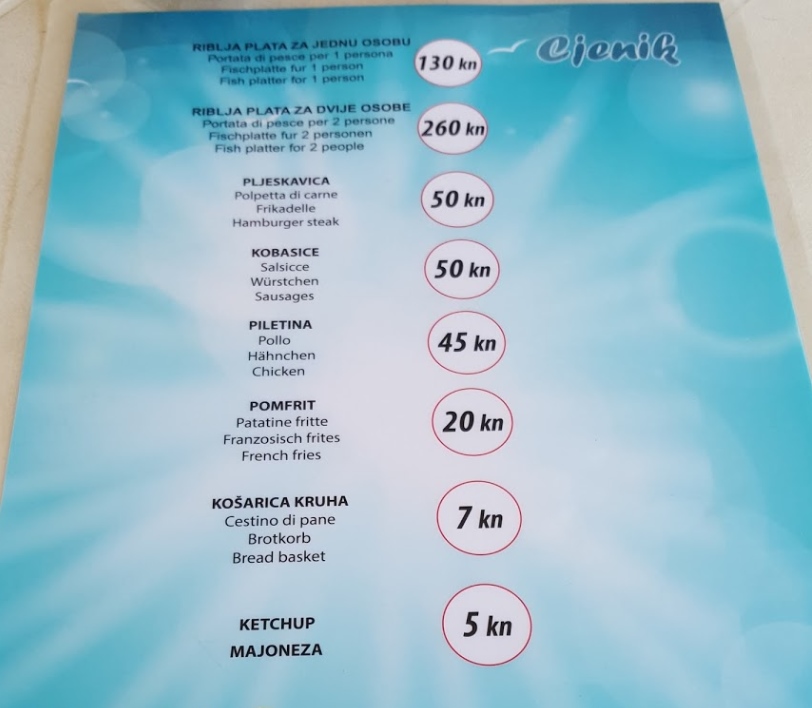 Cjenik
RIBLJA PLATA ZA JEDNU OSOBU
Portata di pesce per 1 persona
Fischplatte fur 1 person
Fish platter for 1 person
130 kn
RIBLJA PLATA ZA DVIJE OSOBE
Portata di pesce per 2 persone
Fischplatte fur 2 personen
Fish platter for 2 people
260 kn
PLJESKAVICA
Polpetta di carne
Frikadelle
Hamburger steak
50 kn
KOBASICE
Salsicce
Würstchen
Sausages
50 kn
PILETINA
Pollo
Hähnchen
Chicken
45 kn
POMFRIT
Patatine fritte
Franzosisch frites
French fries
20 kn
KOŠARICA KRUHA
Cestino di pane
Brotkorb
Bread basket
7 kn
KETCHUP
MAJONEZA
5 kn